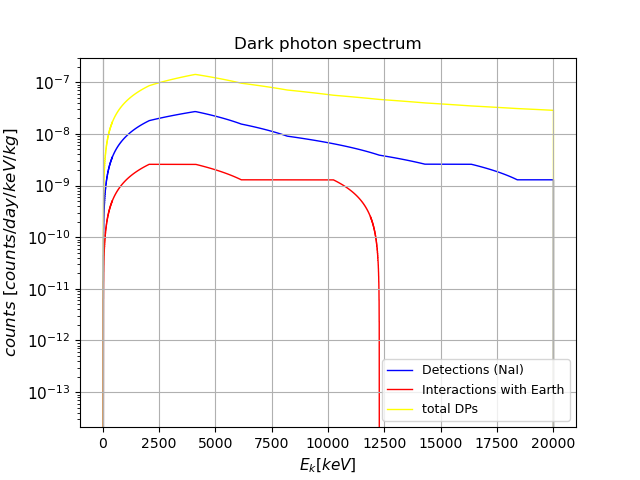 Dark photon spectrum
counts [counts/day/keV/kg]
10⁻⁷
10⁻⁸
10⁻⁹
10⁻¹⁰
10⁻¹¹
10⁻¹²
10⁻¹³
Detections (NaI)
Interactions with Earth
total DPs
0 2500 5000 7500 10000 12500 15000 17500 20000
Eₖ[keV]